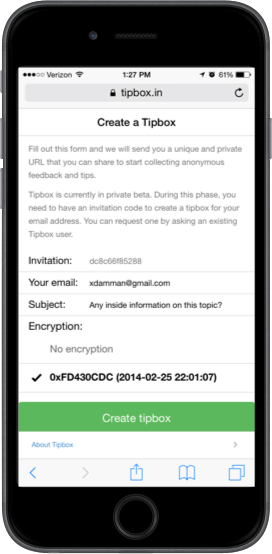 Verizon 1:27 PM 61%
tipbox.in
Create a Tipbox
Fill out this form and we will send you a unique and private
URL that you can share to start collecting anonymous
feedback and tips.
Tipbox is currently in private beta. During this phase, you
need to have an invitation code to create a tipbox for your
email address. You can request one by asking an existing
Tipbox user.
Invitation: dc8c66f85288
Your email: xdamman@gmail.com
Subject: Any inside information on this topic?
Encryption:
No encryption
0xFD430CDC (2014-02-25 22:01:07)
Create tipbox
About Tipbox